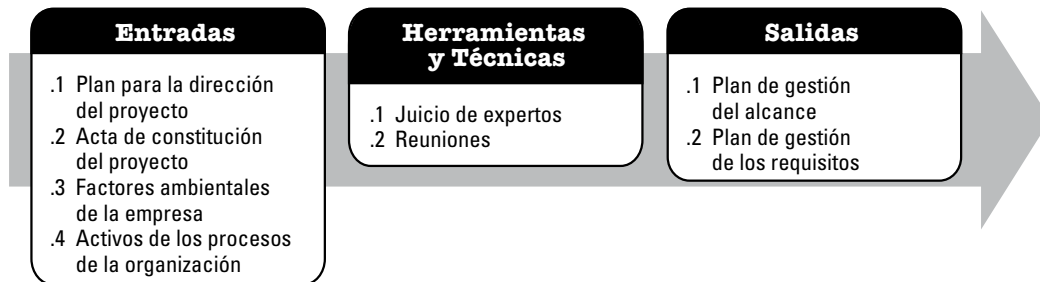 Entradas
.1 Plan para la dirección
del proyecto
.2 Acta de constitución
del proyecto
.3 Factores ambientales
de la empresa
.4 Activos de los procesos
de la organización
Herramientas
y Técnicas
.1 Juicio de expertos
.2 Reuniones
Salidas
.1 Plan de gestión
del alcance
.2 Plan de gestión
de los requisitos